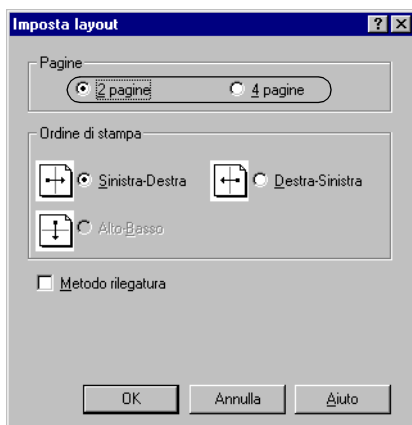 Imposta layout
Pagine
2 pagine 4 pagine
Ordine di stampa
Sinistra-Destra Destra-Sinistra
Alto-Basso
Metodo rilegatura
OK Annulla Aiuto